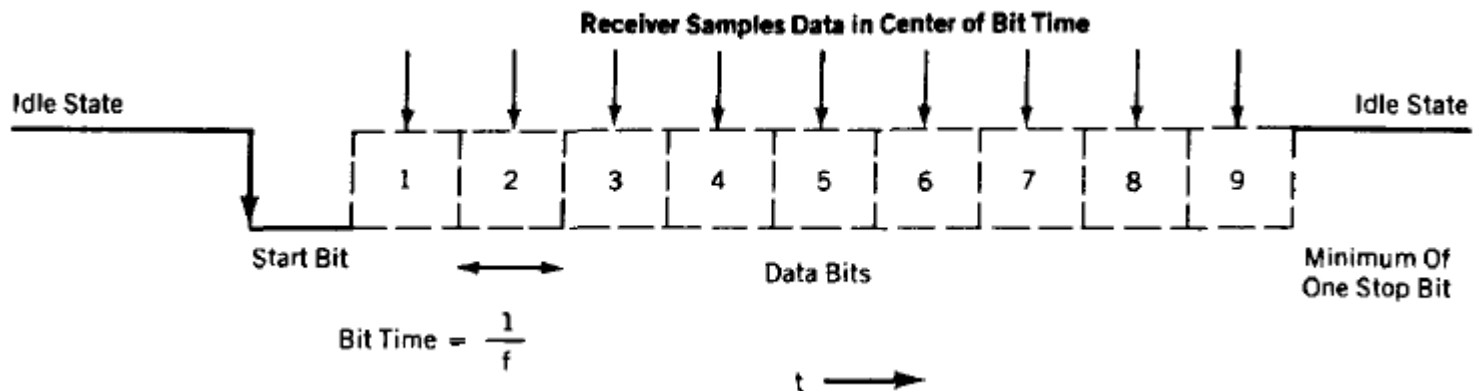 Receiver Samples Data in Center of Bit Time
Idle State
Idle State
1 2 3 4 5 6 7 8 9
Start Bit
Data Bits
Minimum Of
One Stop Bit
Bit Time = 1/f
t